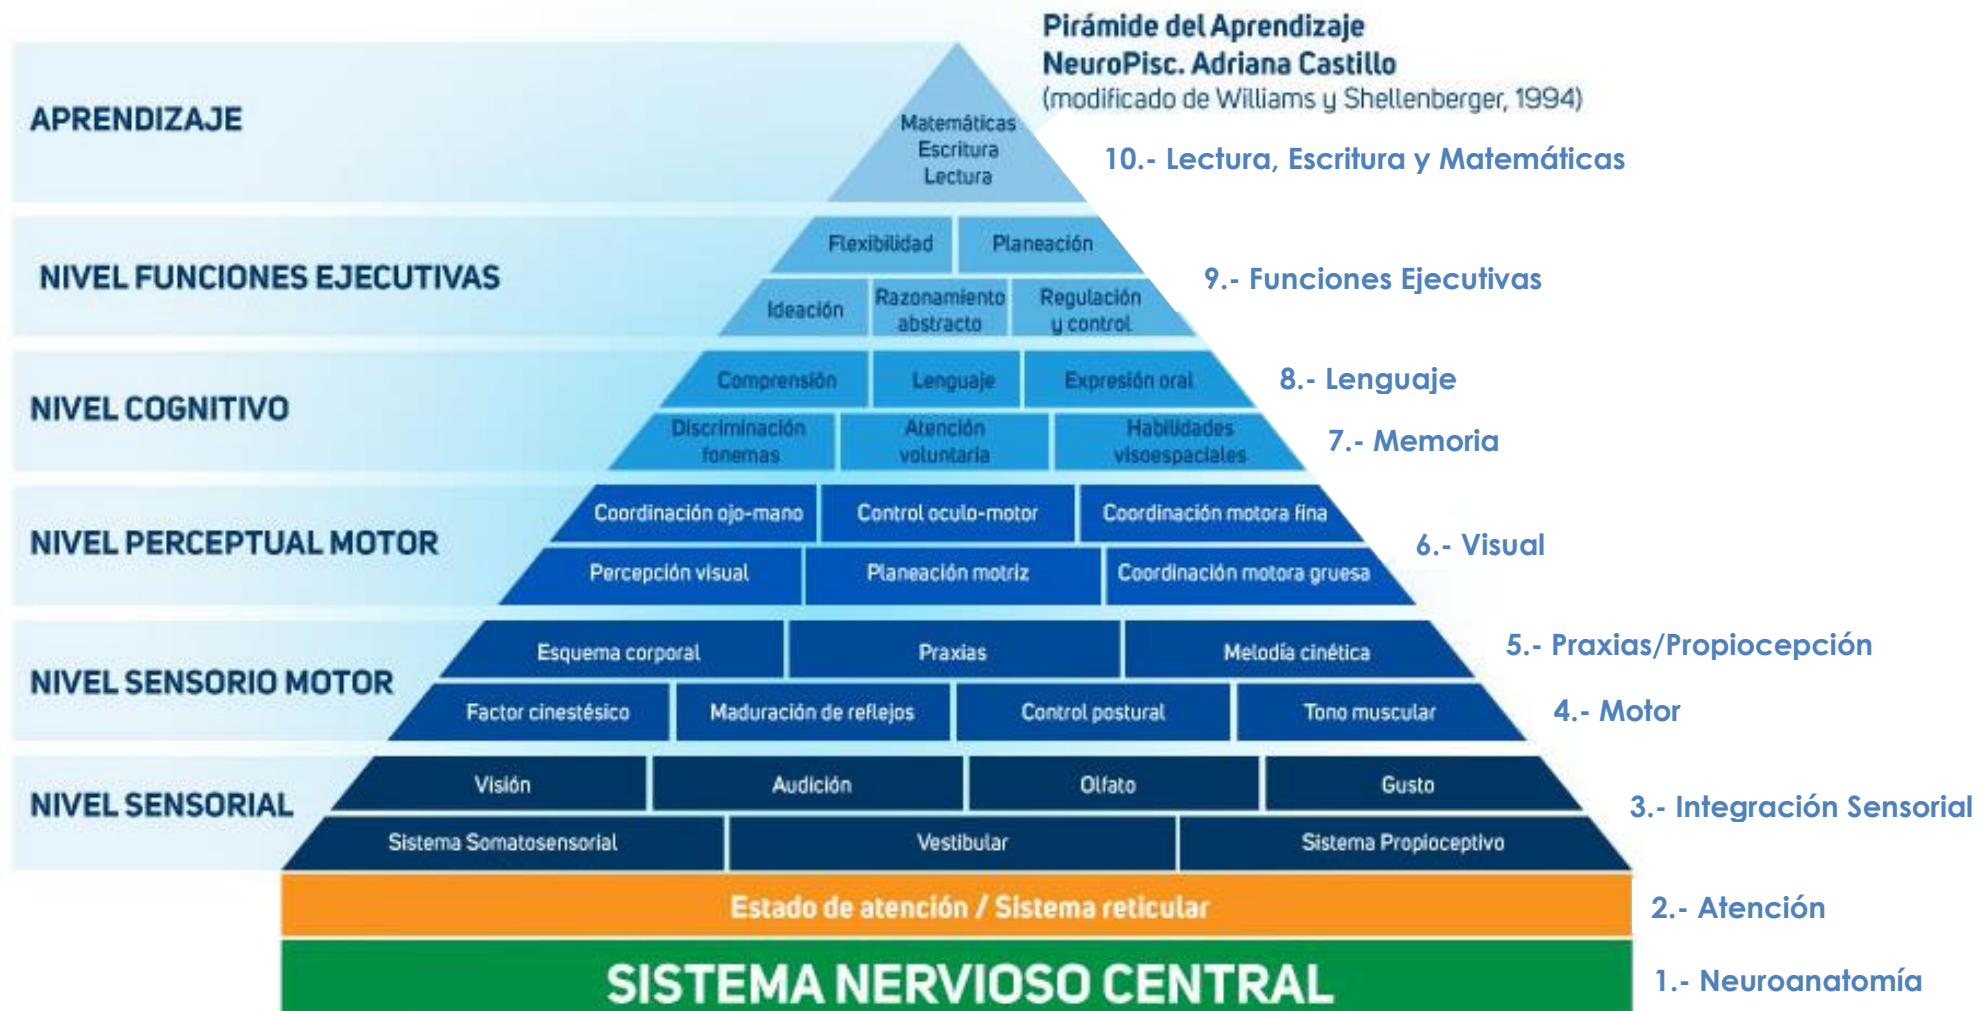 Pirámide del Aprendizaje
NeuroPisc. Adriana Castillo
(modificado de Williams y Shellenberger, 1994)
APRENDIZAJE
Matemáticas
Escritura
Lectura
10.- Lectura, Escritura y Matemáticas
NIVEL FUNCIONES EJECUTIVAS
Flexibilidad
Planeación
Ideación
Razonamiento
abstracto
Regulación
y control
9.- Funciones Ejecutivas
NIVEL COGNITIVO
Comprensión
Lenguaje
Expresión oral
8.- Lenguaje
Discriminación
fonemas
Atención
voluntaria
Habilidades
visoespaciales
7.- Memoria
NIVEL PERCEPTUAL MOTOR
Coordinación ojo-mano
Control oculo-motor
Coordinación motora fina
Percepción visual
Planeación motriz
Coordinación motora gruesa
6.- Visual
NIVEL SENSORIO MOTOR
Esquema corporal
Praxias
Melodía cinética
5.- Praxias/Propiocepción
Factor cinestésico
Maduración de reflejos
Control postural
Tono muscular
4.- Motor
NIVEL SENSORIAL
Visión
Audición
Olfato
Gusto
3.- Integración Sensorial
Sistema Somatosensorial
Vestibular
Sistema Propioceptivo
Estado de atención / Sistema reticular
2.- Atención
SISTEMA NERVIOSO CENTRAL
1.- Neuroanatomía